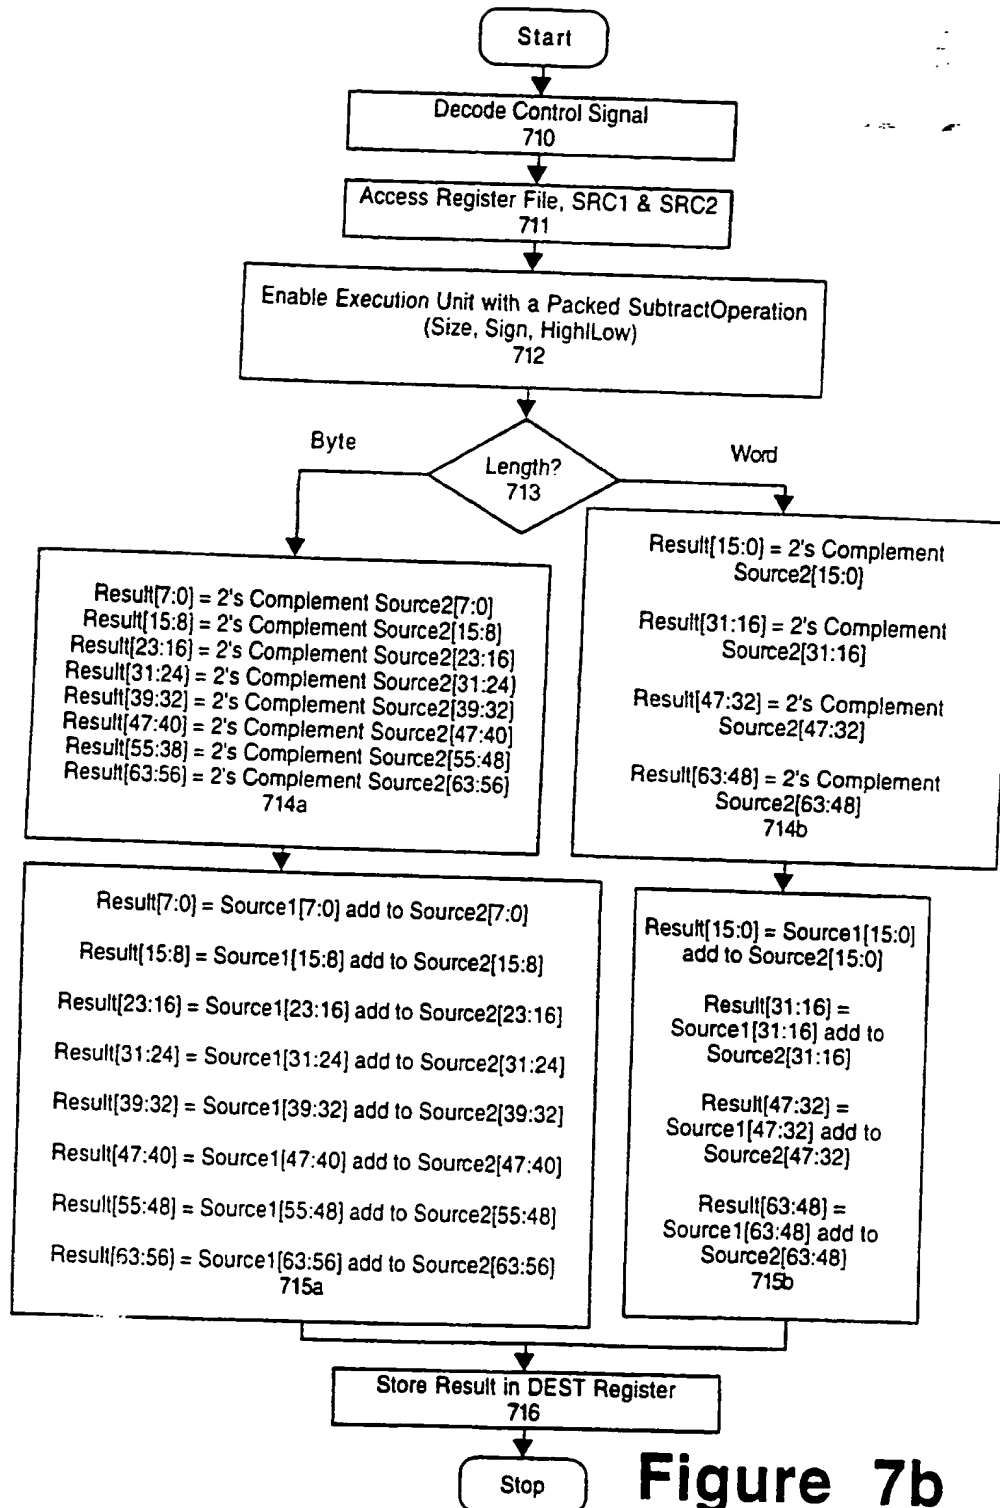 Start
Decode Control Signal
710
Access Register File, SRC1 & SRC2
711
Enable Execution Unit with a Packed SubtractOperation
(Size, Sign, HighlLow)
712
Byte
Length?
713
Word
Result[7:0] = 2's Complement Source2[7:0]
Result[15:8] = 2's Complement Source2[15:8]
Result[23:16] = 2's Complement Source2[23:16]
Result[31:24] = 2's Complement Source2[31:24]
Result[39:32] = 2's Complement Source2[39:32]
Result[47:40] = 2's Complement Source2[47:40]
Result[55:38] = 2's Complement Source2[55:48]
Result[63:56] = 2's Complement Source2[63:56]
714a
Result[15:0] = 2's Complement
Source2[15:0]
Result[31:16] = 2's Complement
Source2[31:16]
Result[47:32] = 2's Complement
Source2[47:32]
Result[63:48] = 2's Complement
Source2[63:48]
714b
Result[7:0] = Source1[7:0] add to Source2[7:0]
Result[15:8] = Source1[15:8] add to Source2[15:8]
Result[23:16] = Source1[23:16] add to Source2[23:16]
Result[31:24] = Source1[31:24] add to Source2[31:24]
Result[39:32] = Source1[39:32] add to Source2[39:32]
Result[47:40] = Source1[47:40] add to Source2[47:40]
Result[55:48] = Source1[55:48] add to Source2[55:48]
Result[63:56] = Source1[63:56] add to Source2[63:56]
715a
Result[15:0] = Source1[15:0]
add to Source2[15:0]
Result[31:16] =
Source1[31:16] add to
Source2[31:16]
Result[47:32] =
Source1[47:32] add to
Source2[47:32]
Result[63:48] =
Source1[63:48] add to
Source2[63:48]
715b
Store Result in DEST Register
716
Stop
Figure 7b